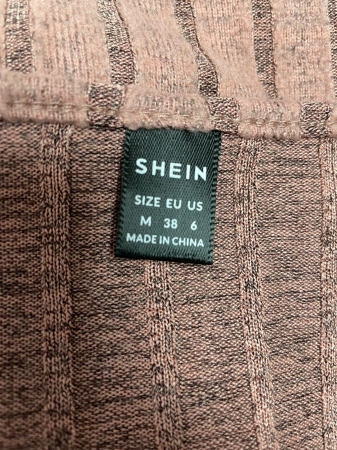 SHEIN
SIZE EU US
M 38 6
MADE IN CHINA